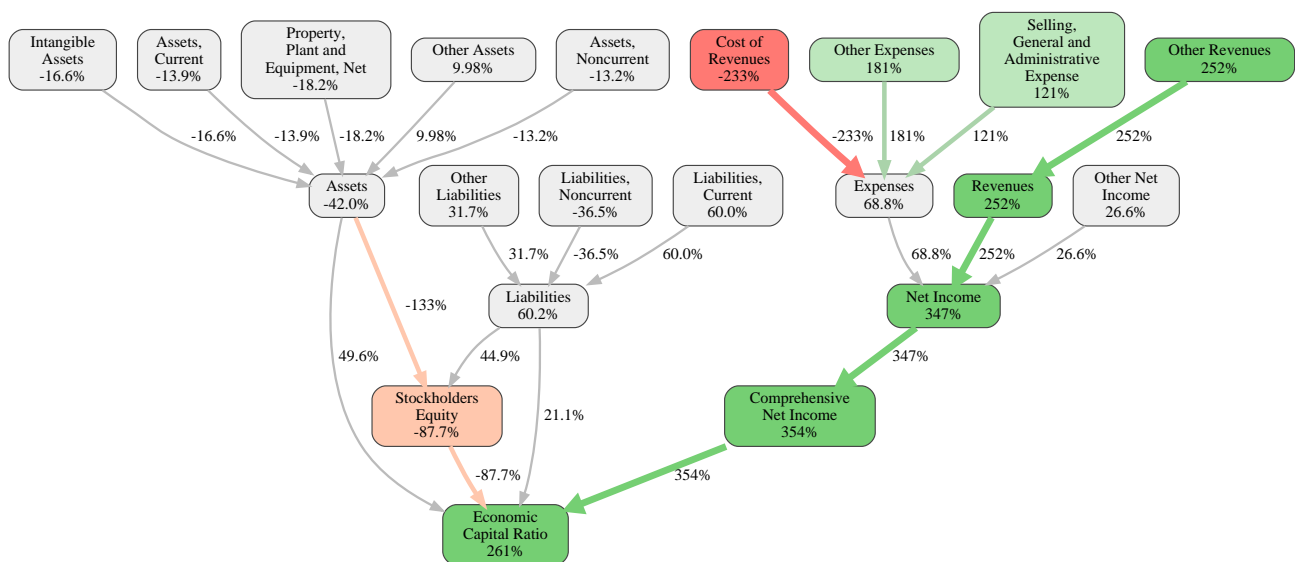 Intangible
Assets
-16.6%
Assets,
Current
-13.9%
Property,
Plant and
Equipment, Net
-18.2%
Other Assets
9.98%
Assets,
Noncurrent
-13.2%
Cost of
Revenues
-233%
Other Expenses
181%
Selling,
General and
Administrative
Expense
121%
Other Revenues
252%
-16.6%
-13.9%
-18.2%
9.98%
-13.2%
-233%
181%
121%
252%
Assets
-42.0%
Other
Liabilities
31.7%
Liabilities,
Noncurrent
-36.5%
Liabilities,
Current
60.0%
Expenses
68.8%
Revenues
252%
Other Net
Income
26.6%
31.7%
-36.5%
60.0%
68.8%
252%
26.6%
-133%
Liabilities
60.2%
Net Income
347%
49.6%
44.9%
347%
Stockholders
Equity
-87.7%
21.1%
Comprehensive
Net Income
354%
-87.7%
354%
Economic
Capital Ratio
261%